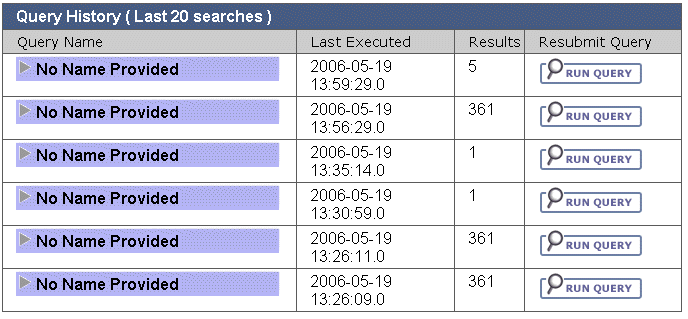 Query History ( Last 20 searches )
Query Name Last Executed Results Resubmit Query
No Name Provided 2006-05-19 5 RUN QUERY
13:59:29.0
No Name Provided 2006-05-19 361 RUN QUERY
13:56:29.0
No Name Provided 2006-05-19 1 RUN QUERY
13:35:14.0
No Name Provided 2006-05-19 1 RUN QUERY
13:30:59.0
No Name Provided 2006-05-19 361 RUN QUERY
13:26:11.0
No Name Provided 2006-05-19 361 RUN QUERY
13:26:09.0